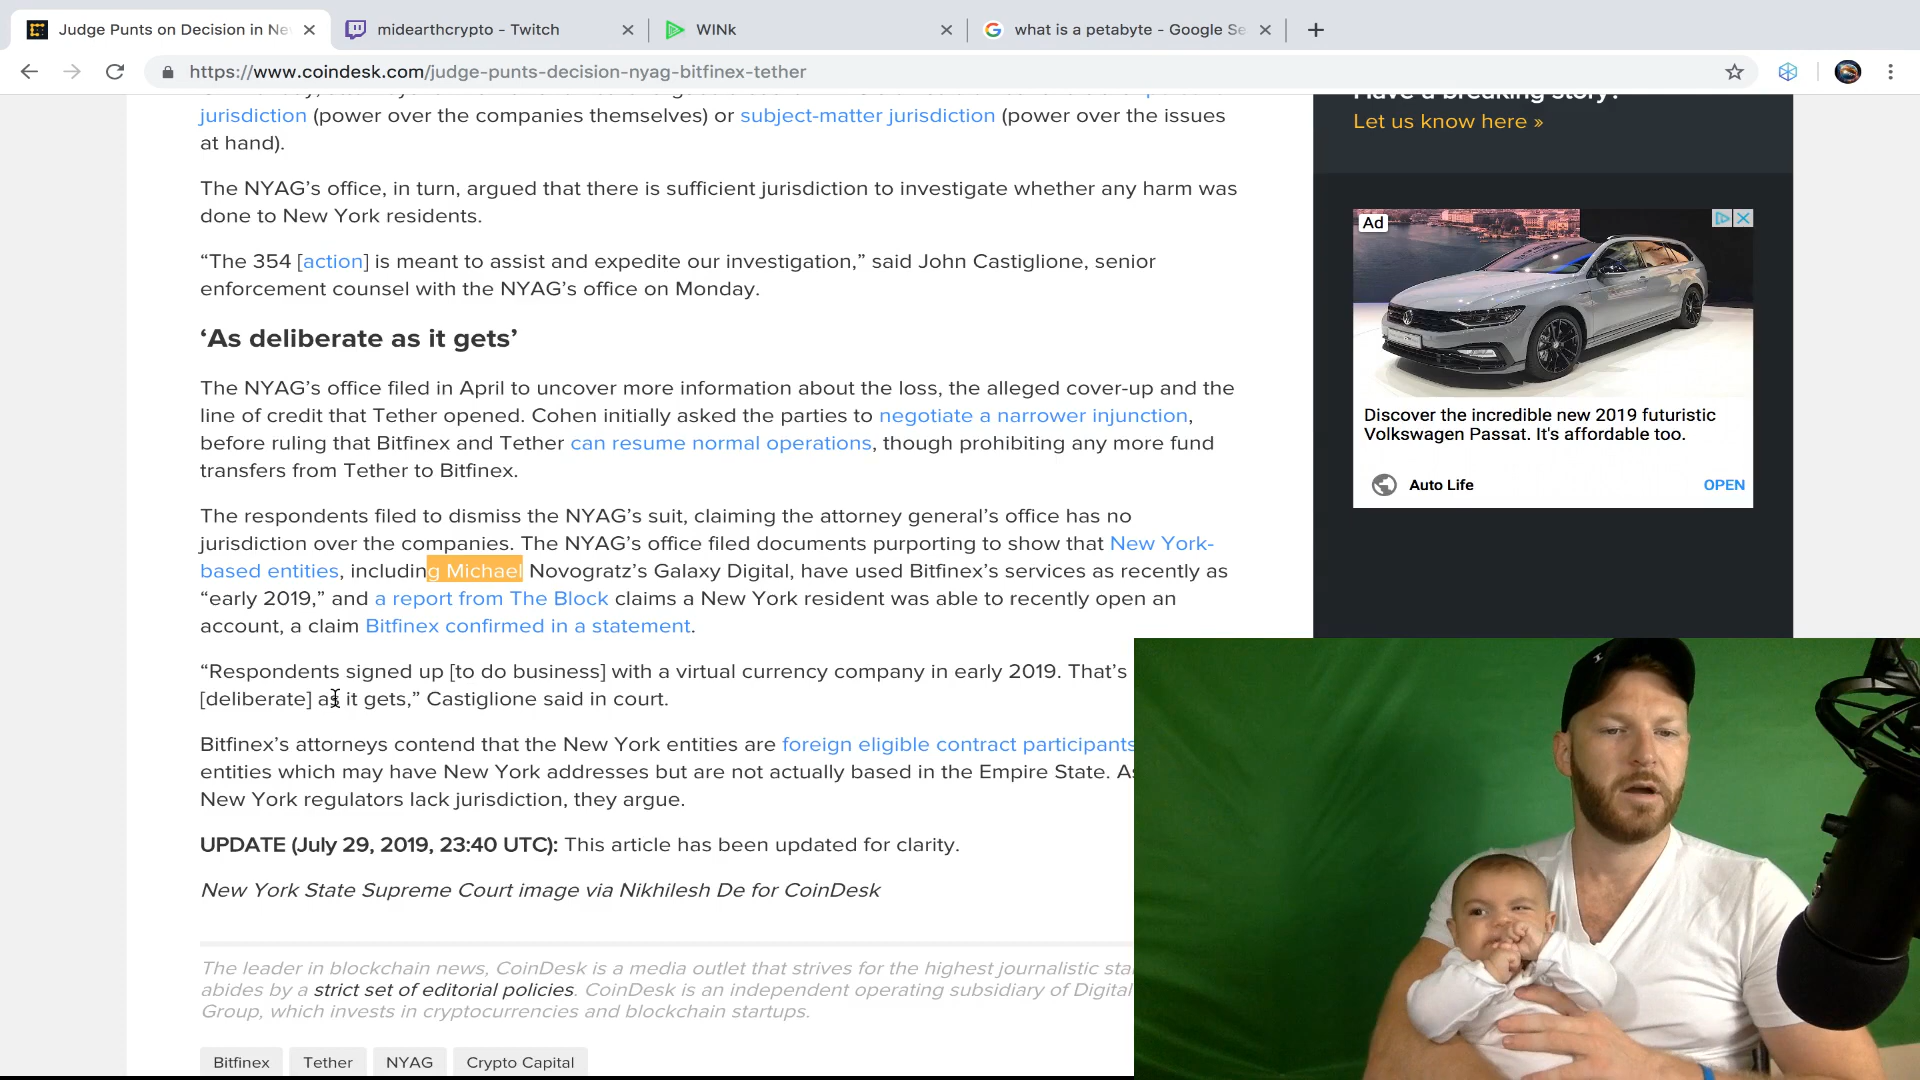 Judge Punts on Decision in Ne
midearthcrypto - Twitch
WINk
what is a petabyte - Google Se
https://www.coindesk.com/judge-punts-decision-nyag-bitfinex-tether
jurisdiction (power over the companies themselves) or subject-matter jurisdiction (power over the issues
at hand).
The NYAG’s office, in turn, argued that there is sufficient jurisdiction to investigate whether any harm was
done to New York residents.
“The 354 [action] is meant to assist and expedite our investigation,” said John Castiglione, senior
enforcement counsel with the NYAG’s office on Monday.
‘As deliberate as it gets’
The NYAG’s office filed in April to uncover more information about the loss, the alleged cover-up and the
line of credit that Tether opened. Cohen initially asked the parties to negotiate a narrower injunction,
before ruling that Bitfinex and Tether can resume normal operations, though prohibiting any more fund
transfers from Tether to Bitfinex.
The respondents filed to dismiss the NYAG’s suit, claiming the attorney general’s office has no
jurisdiction over the companies. The NYAG’s office filed documents purporting to show that New York-
based entities, including Michael Novogratz’s Galaxy Digital, have used Bitfinex’s services as recently as
“early 2019,” and a report from The Block claims a New York resident was able to recently open an
account, a claim Bitfinex confirmed in a statement.
“Respondents signed up [to do business] with a virtual currency company in early 2019. That’s
[deliberate] as it gets,” Castiglione said in court.
Bitfinex’s attorneys contend that the New York entities are foreign eligible contract participants
entities which may have New York addresses but are not actually based in the Empire State. As
New York regulators lack jurisdiction, they argue.
UPDATE (July 29, 2019, 23:40 UTC): This article has been updated for clarity.
New York State Supreme Court image via Nikhilesh De for CoinDesk
The leader in blockchain news, CoinDesk is a media outlet that strives for the highest journalistic sta
abides by a strict set of editorial policies. CoinDesk is an independent operating subsidiary of Digital
Group, which invests in cryptocurrencies and blockchain startups.
Bitfinex
Tether
NYAG
Crypto Capital
Have a breaking story?
Let us know here »
Ad
Discover the incredible new 2019 futuristic
Volkswagen Passat. It's affordable too.
Auto Life
OPEN